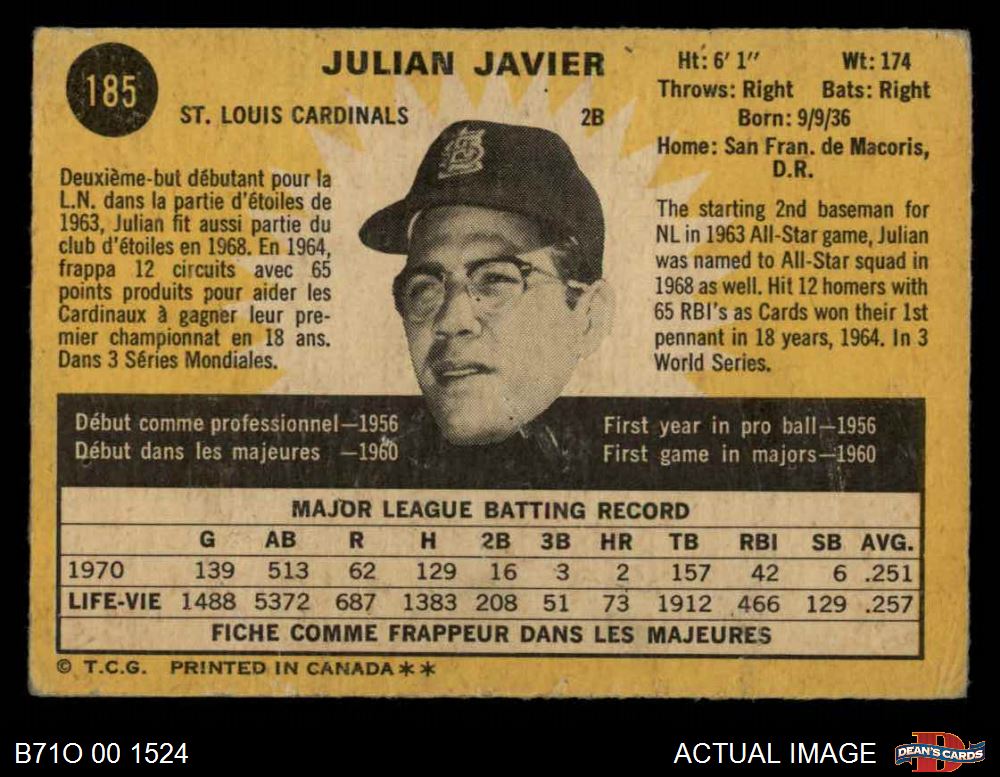 185
JULIAN JAVIER
ST. LOUIS CARDINALS 2B
Ht: 6' 1" Wt: 174
Throws: Right Bats: Right
Born: 9/9/36
Home: San Fran. de Macoris,
D.R.
Deuxième-but débutant pour la
L.N. dans la partie d'étoiles de
1963, Julian fit aussi partie du
club d'étoiles en 1968. En 1964,
frappa 12 circuits avec 65
points produits pour aider les
Cardinaux à gagner leur pre-
mier championnat en 18 ans.
Dans 3 Séries Mondiales.
The starting 2nd baseman for
NL in 1963 All-Star game, Julian
was named to All-Star squad in
1968 as well. Hit 12 homers with
65 RBI's as Cards won their 1st
pennant in 18 years, 1964. In 3
World Series.
Début comme professionnel—1956
Début dans les majeures —1960
First year in pro ball—1956
First game in majors—1960
MAJOR LEAGUE BATTING RECORD
G AB R H 2B 3B HR TB RBI SB AVG.
1970 139 513 62 129 16 3 2 157 42 6 .251
LIFE-VIE 1488 5372 687 1383 208 51 73 1912 466 129 .257
FICHE COMME FRAPPEUR DANS LES MAJEURES
© T.C.G. PRINTED IN CANADA**
B71O 00 1524
ACTUAL IMAGE
DEAN'S CARDS